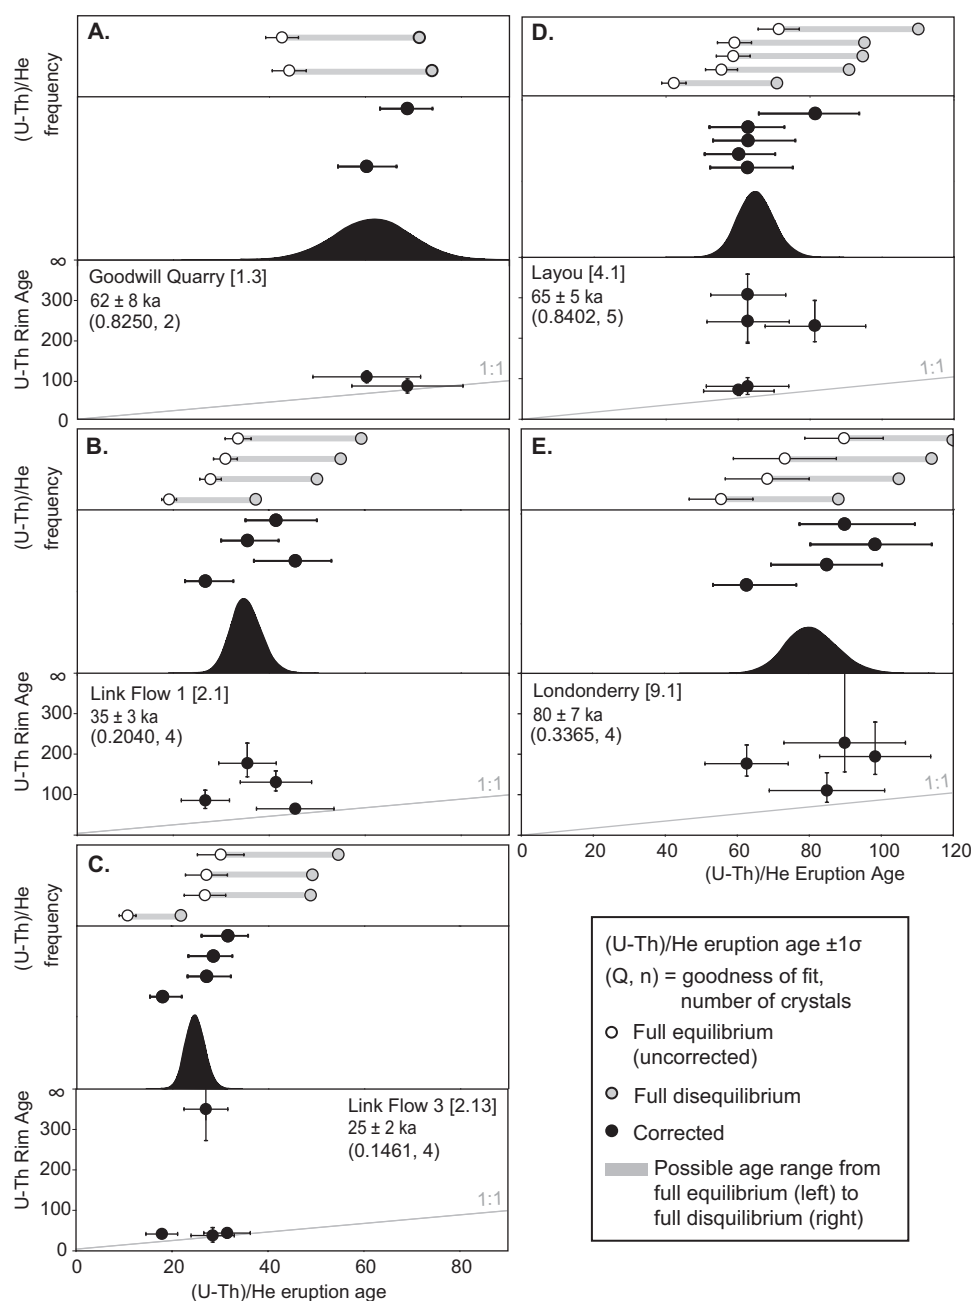 A.
(U-Th)/He
frequency
∞
U-Th Rim Age
300
200
100
0
Goodwill Quarry [1.3]
62 ± 8 ka
(0.8250, 2)
1:1
B.
(U-Th)/He
frequency
∞
U-Th Rim Age
300
200
100
Link Flow 1 [2.1]
35 ± 3 ka
(0.2040, 4)
1:1
C.
(U-Th)/He
frequency
∞
U-Th Rim Age
300
200
100
0
Link Flow 3 [2.13]
25 ± 2 ka
(0.1461, 4)
1:1
0 20 40 60 80
(U-Th)/He eruption age
D.
Layou [4.1]
65 ± 5 ka
(0.8402, 5)
1:1
E.
Londonderry [9.1]
80 ± 7 ka
(0.3365, 4)
1:1
0 20 40 60 80 100 120
(U-Th)/He Eruption Age
(U-Th)/He eruption age ±1σ
(Q, n) = goodness of fit,
number of crystals
Full equilibrium
(uncorrected)
Full disequilibrium
Corrected
Possible age range from
full equilibrium (left) to
full disquilibrium (right)